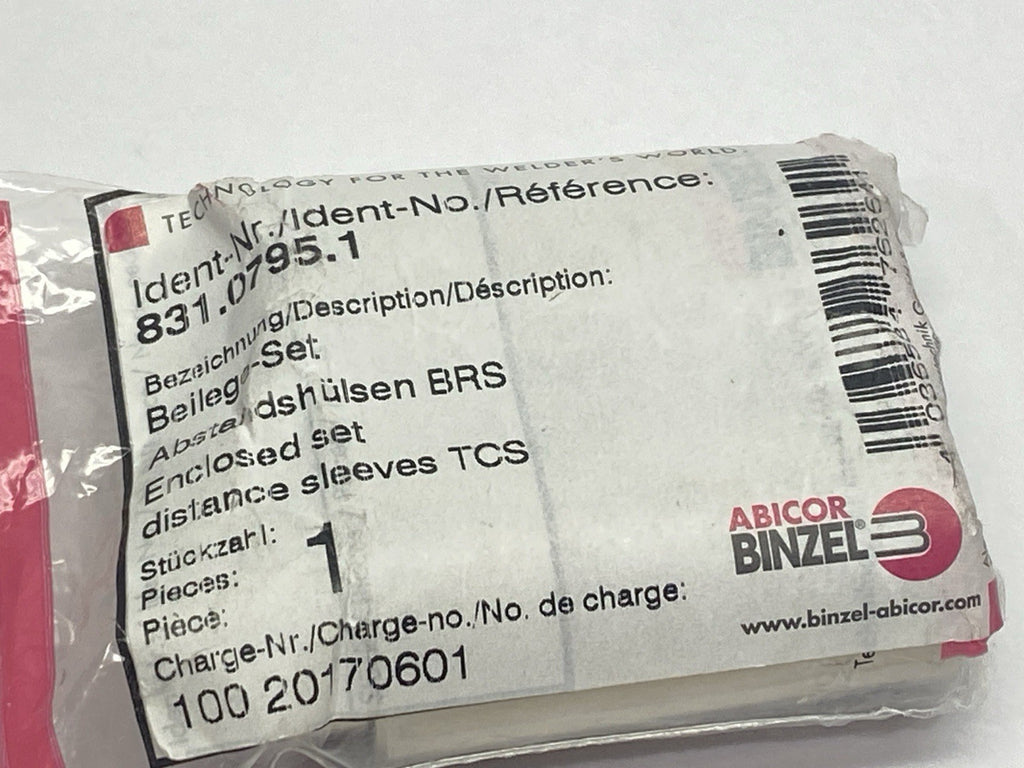 TECHNOLOGY FOR THE WELDER'S WORLD.
Ident-Nr./Ident-No./Référence:
831.0795.1
Bezeichnung/Description/Déscription:
Beileg-Set
Abstandshülsen BRS
Enclosed set
distance sleeves TCS
Stückzahl:
Pieces: 1
Pièce:
Charge-Nr./Charge-no./No. de charge:
100 20170601
ABICOR
BINZEL®
www.binzel-abicor.com